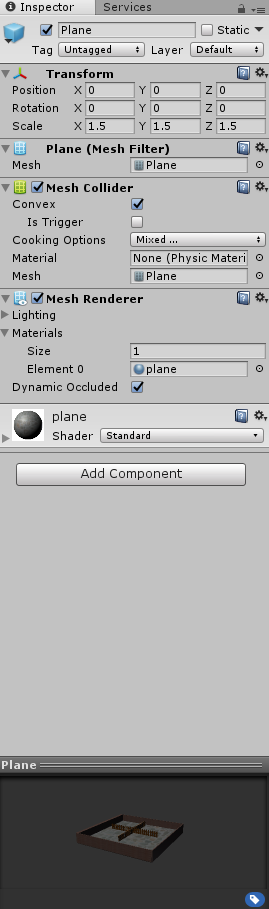 Inspector Services
Plane Static
Tag Untagged Layer Default
Transform
Position X 0 Y 0 Z 0
Rotation X 0 Y 0 Z 0
Scale X 1.5 Y 1.5 Z 1.5
Plane (Mesh Filter)
Mesh Plane
Mesh Collider
Convex
Is Trigger
Cooking Options Mixed ...
Material None (Physic Materi
Mesh Plane
Mesh Renderer
Lighting
Materials
Size 1
Element 0 plane
Dynamic Occluded
plane
Shader Standard
Add Component
Plane